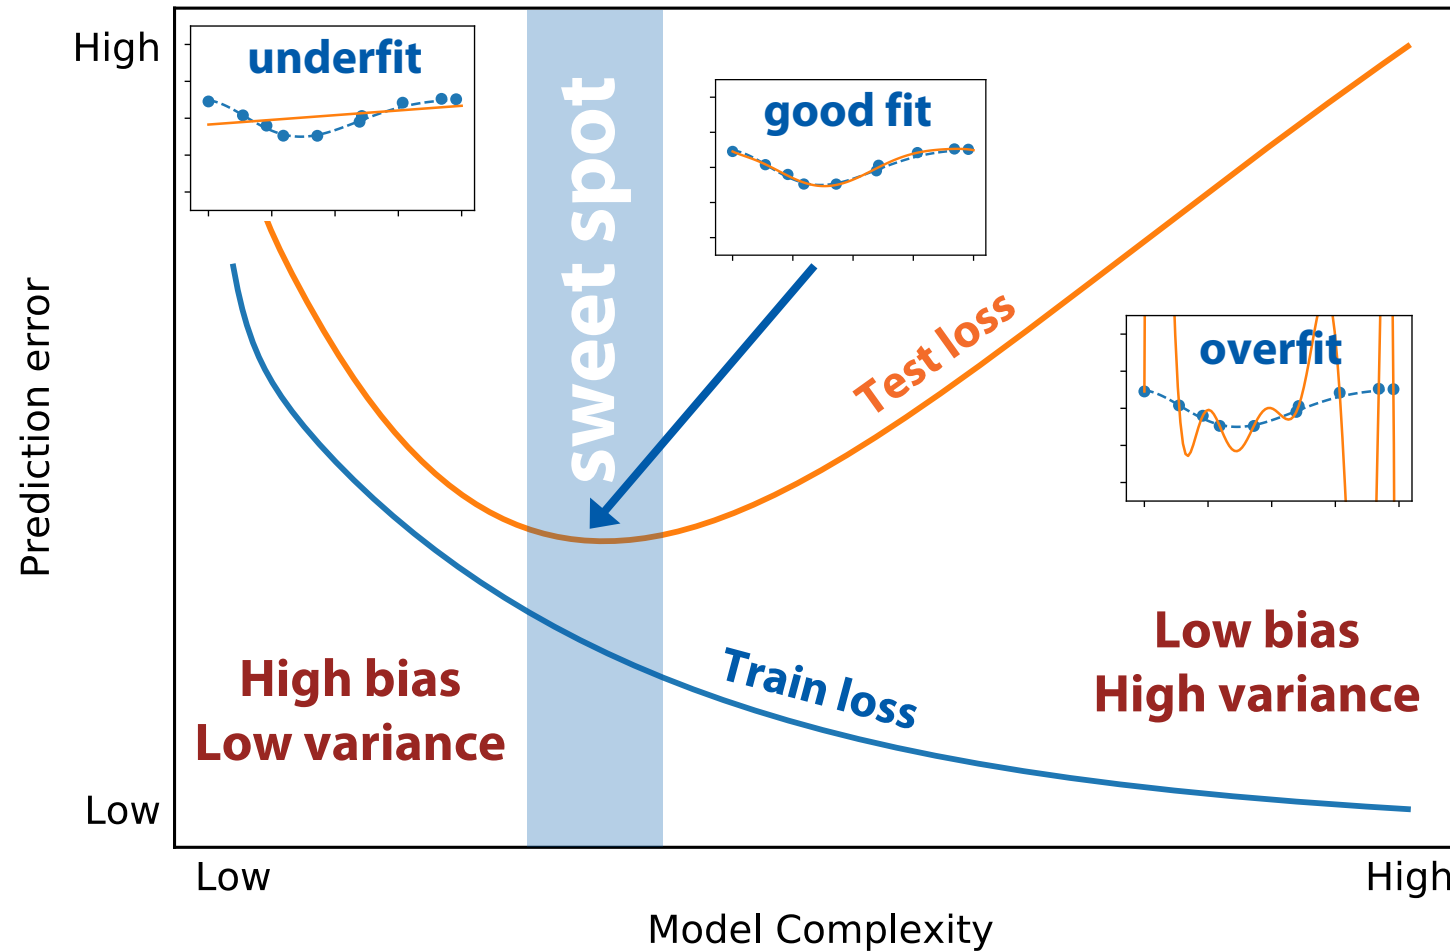 High
underfit
sweet spot
good fit
Test loss
overfit
Prediction error
High bias
Low variance
Train loss
Low bias
High variance
Low
Low
High
Model Complexity